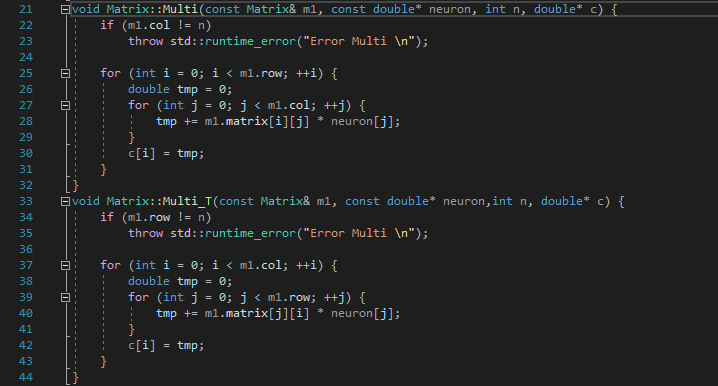 21 void Matrix::Multi(const Matrix& m1, const double* neuron, int n, double* c) {
22     if (m1.col != n)
23         throw std::runtime_error("Error Multi \n");
24
25     for (int i = 0; i < m1.row; ++i) {
26         double tmp = 0;
27         for (int j = 0; j < m1.col; ++j) {
28             tmp += m1.matrix[i][j] * neuron[j];
29         }
30         c[i] = tmp;
31     }
32 }
33 void Matrix::Multi_T(const Matrix& m1, const double* neuron,int n, double* c) {
34     if (m1.row != n)
35         throw std::runtime_error("Error Multi \n");
36
37     for (int i = 0; i < m1.col; ++i) {
38         double tmp = 0;
39         for (int j = 0; j < m1.row; ++j) {
40             tmp += m1.matrix[j][i] * neuron[j];
41         }
42         c[i] = tmp;
43     }
44 }